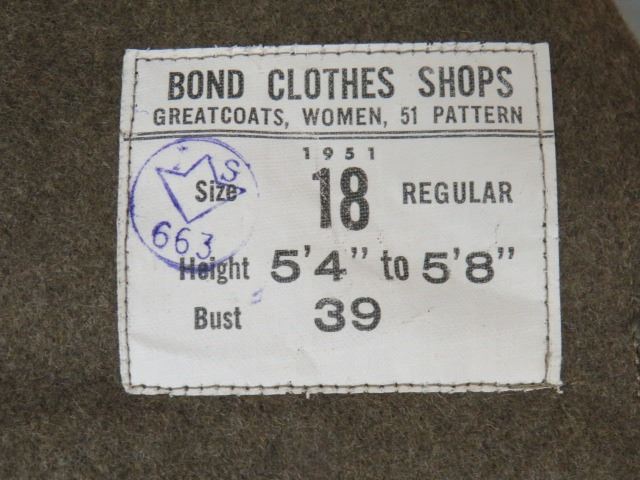 BOND CLOTHES SHOPS
GREATCOATS, WOMEN, 51 PATTERN
1951
Size 18 REGULAR
S
663
Height 5'4" to 5'8"
Bust 39